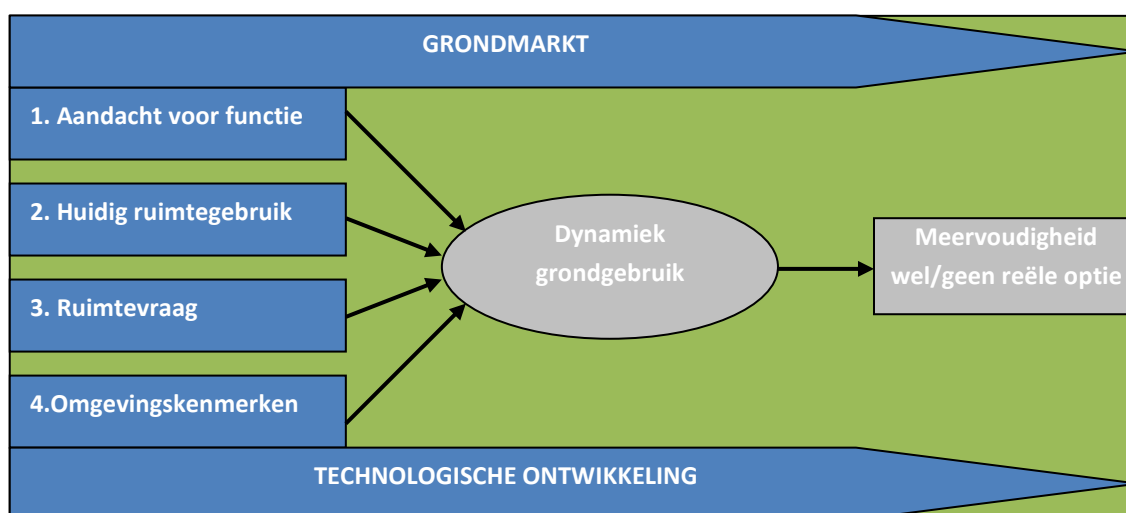 GRONDMARKT
1. Aandacht voor functie
2. Huidig ruimtegebruik
3. Ruimtevraag
4.Omgevingskenmerken
Dynamiek
grondgebruik
Meervoudigheid
wel/geen reële optie
TECHNOLOGISCHE ONTWIKKELING